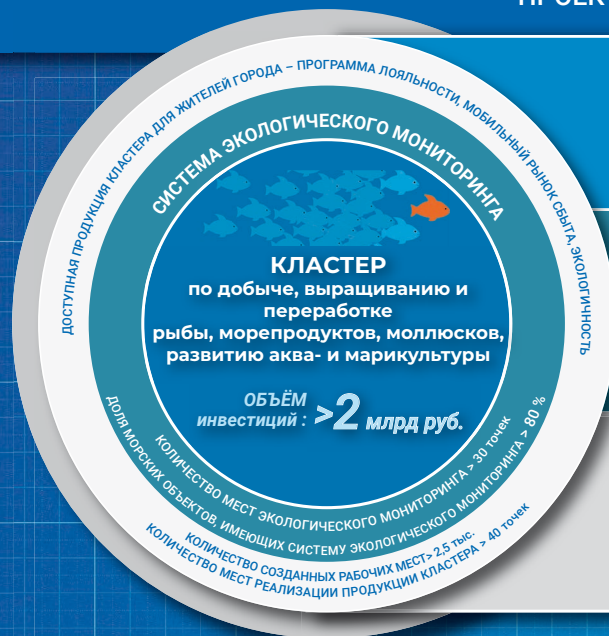 ДОСТУПНАЯ ПРОДУКЦИЯ КЛАСТЕРА ДЛЯ ЖИТЕЛЕЙ ГОРОДА – ПРОГРАММА ЛОЯЛЬНОСТИ, МОБИЛЬНЫЙ РЫНОК СБЫТА, ЭКОЛОГИЧНОСТЬ
СИСТЕМА ЭКОЛОГИЧЕСКОГО МОНИТОРИНГА
КЛАСТЕР
по добыче, выращиванию и
переработке
рыбы, морепродуктов, моллюсков,
развитию аква- и марикультуры
ОБЪЁМ
инвестиций : >2 млрд руб.
КОЛИЧЕСТВО МЕСТ ЭКОЛОГИЧЕСКОГО МОНИТОРИНГА > 30 точек
ДОЛЯ МОРСКИХ ОБЪЕКТОВ, ИМЕЮЩИХ СИСТЕМУ ЭКОЛОГИЧЕСКОГО МОНИТОРИНГА > 80 %
КОЛИЧЕСТВО СОЗДАННЫХ РАБОЧИХ МЕСТ> 2,5 тыс.
КОЛИЧЕСТВО МЕСТ РЕАЛИЗАЦИИ ПРОДУКЦИИ КЛАСТЕРА > 40 точек